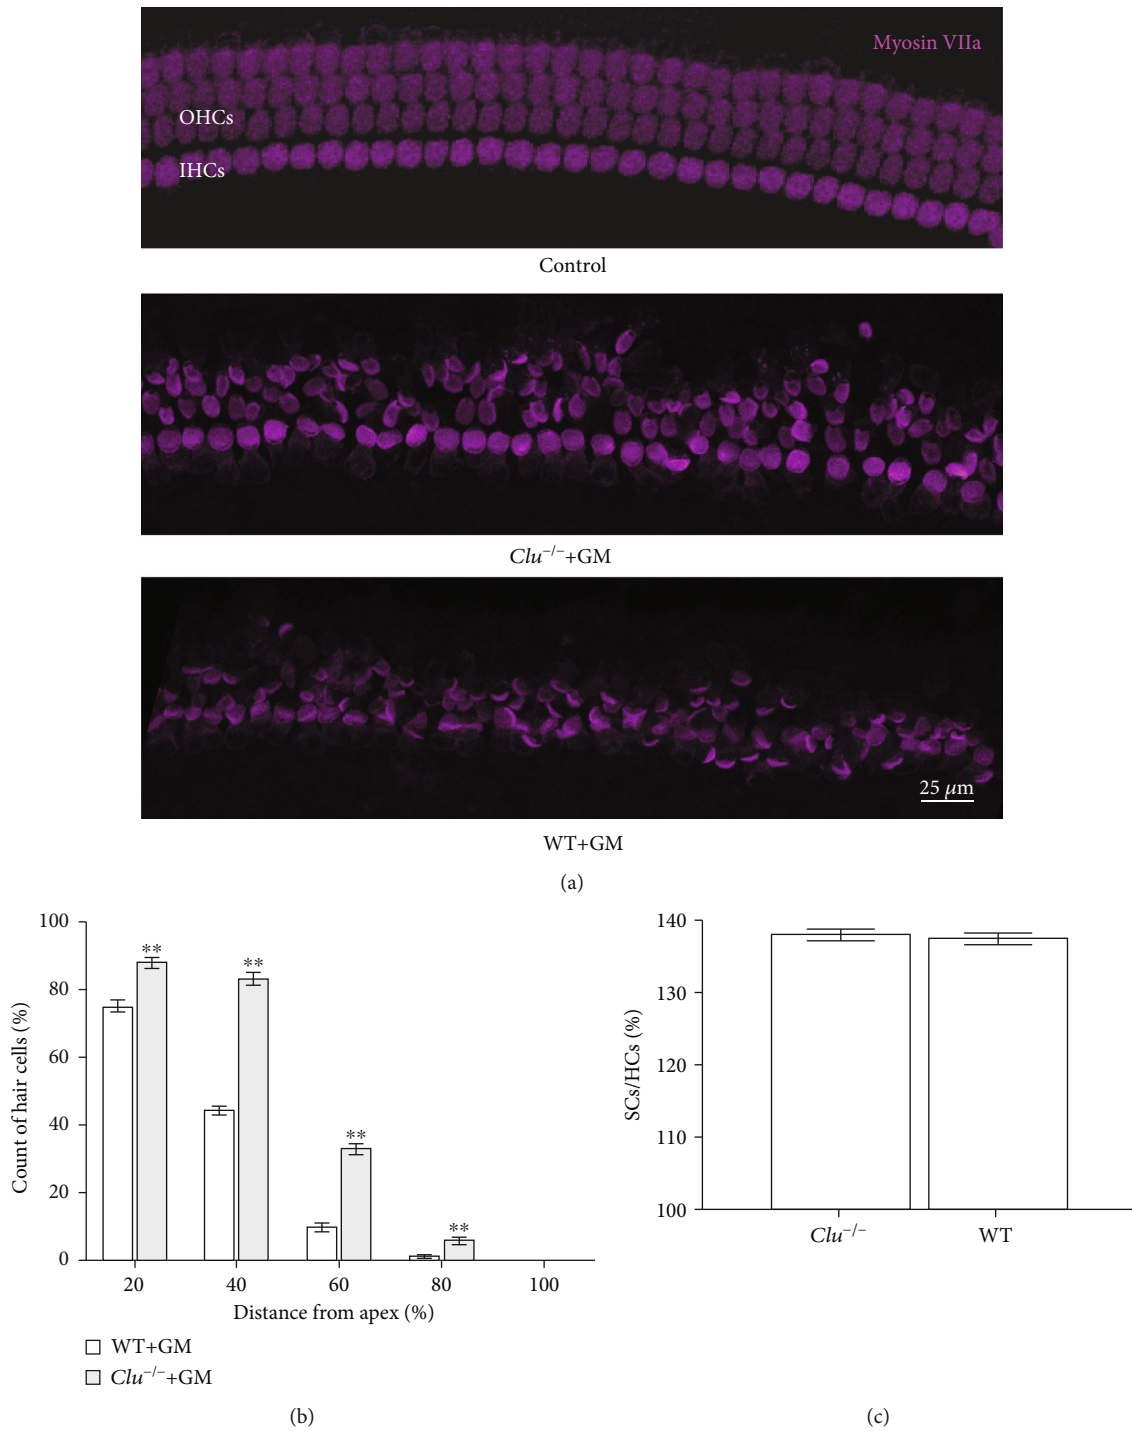 Myosin VIIa
OHCs
IHCs
Control
Clu⁻/⁻+GM
25 µm
WT+GM
(a)
100
80
60
40
20
0
Count of hair cells (%)
**
**
**
**
20 40 60 80 100
Distance from apex (%)
WT+GM
Clu⁻/⁻+GM
(b)
140
130
120
110
100
SCs/HCs (%)
Clu⁻/⁻ WT
(c)